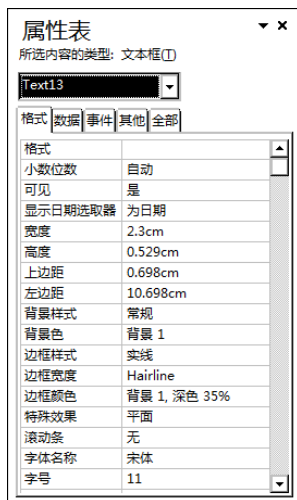 属性表
所选内容的类型: 文本框(T)
Text13
格式 数据 事件 其他 全部
格式
小数位数 自动
可见 是
显示日期选取器 为日期
宽度 2.3cm
高度 0.529cm
上边距 0.698cm
左边距 10.698cm
背景样式 常规
背景色 背景 1
边框样式 实线
边框宽度 Hairline
边框颜色 背景 1, 深色 35%
特殊效果 平面
滚动条 无
字体名称 宋体
字号 11